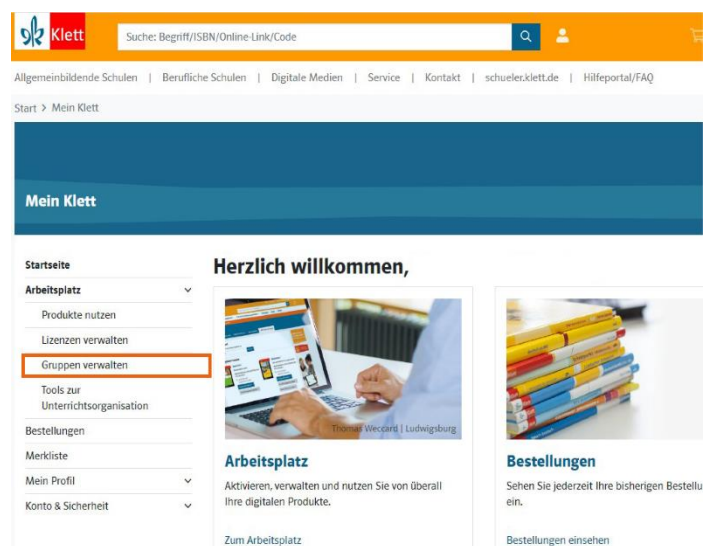 Klett
Suche: Begriff/ISBN/Online-Link/Code
Allgemeinbildende Schulen | Berufliche Schulen | Digitale Medien | Service | Kontakt | schueler.klett.de | Hilfeportal/FAQ
Start > Mein Klett
Mein Klett
Startseite
Arbeitsplatz
Produkte nutzen
Lizenzen verwalten
Gruppen verwalten
Tools zur
Unterrichtsorganisation
Bestellungen
Merkliste
Mein Profil
Konto & Sicherheit
Herzlich willkommen,
Thomas Weccard | Ludwigsburg
Arbeitsplatz
Aktivieren, verwalten und nutzen Sie von überall
Ihre digitalen Produkte.
Zum Arbeitsplatz
Bestellungen
Sehen Sie jederzeit Ihre bisherigen Bestellu
ein.
Bestellungen einsehen